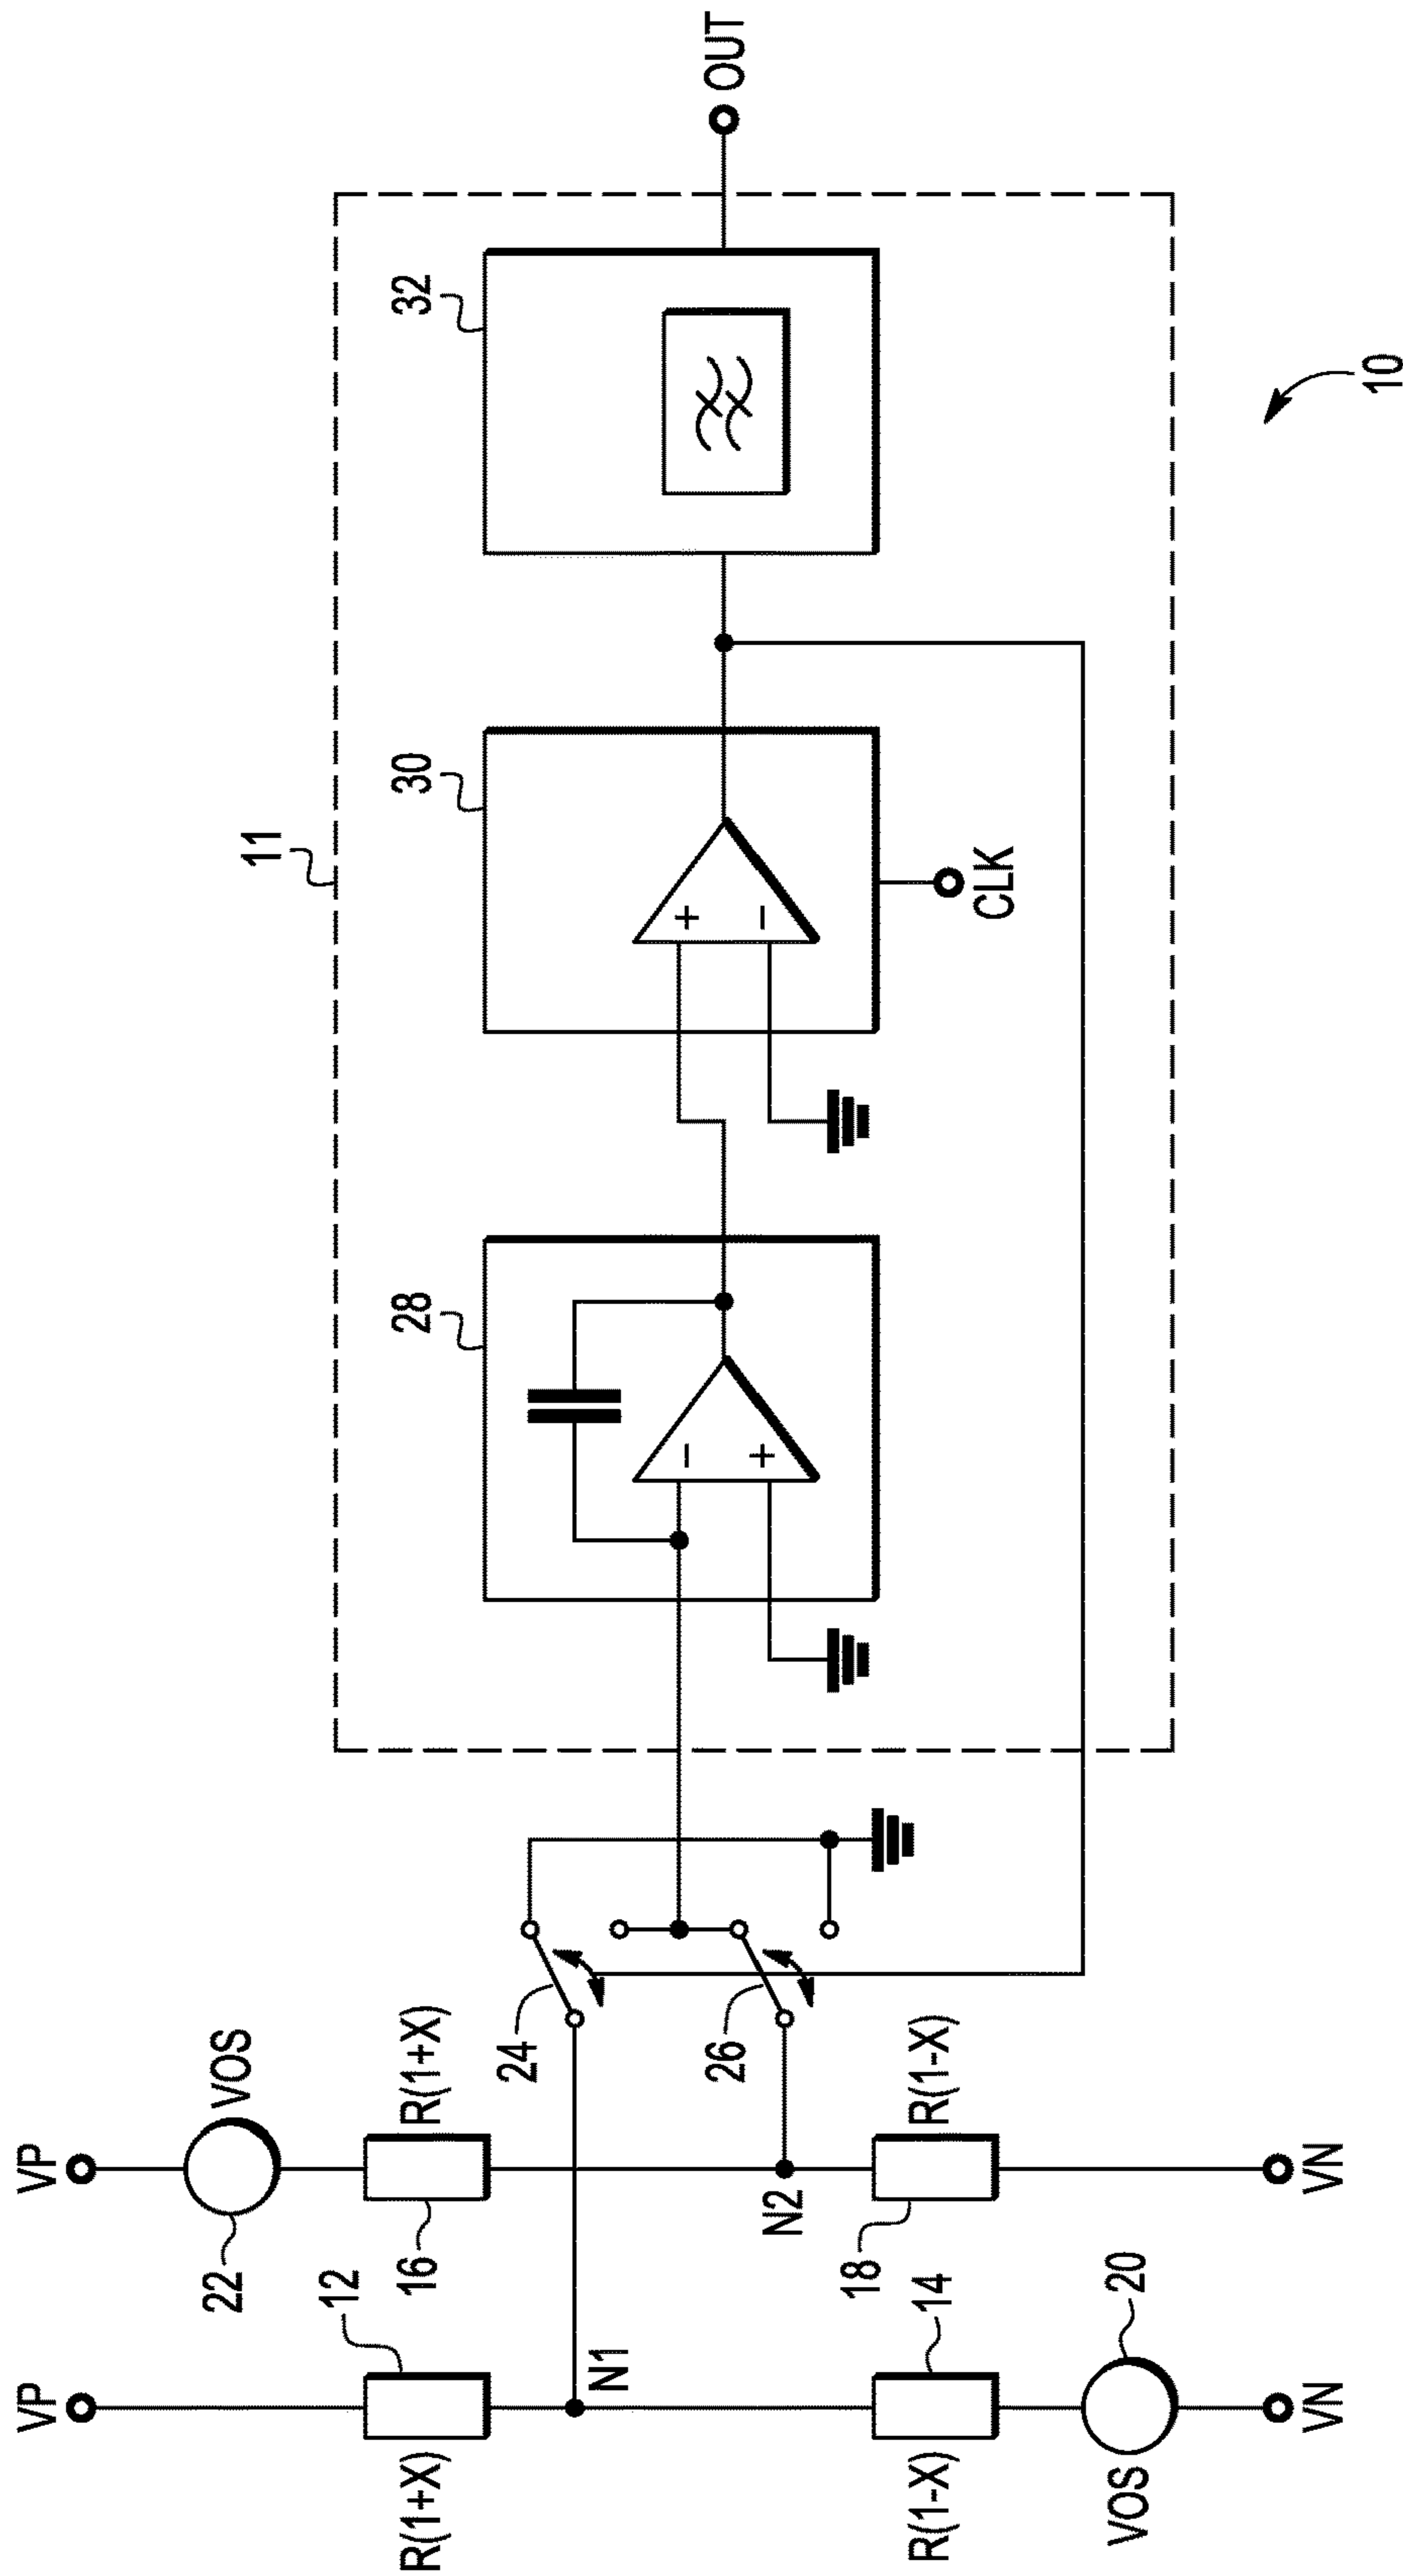 VP
VP
VOS
22
12
16
R(1+X)
R(1+X)
N1
N2
24
26
18
14
R(1-X)
R(1-X)
20
VOS
VN
VN
11
28
-
+
30
+
-
CLK
32
OUT
10